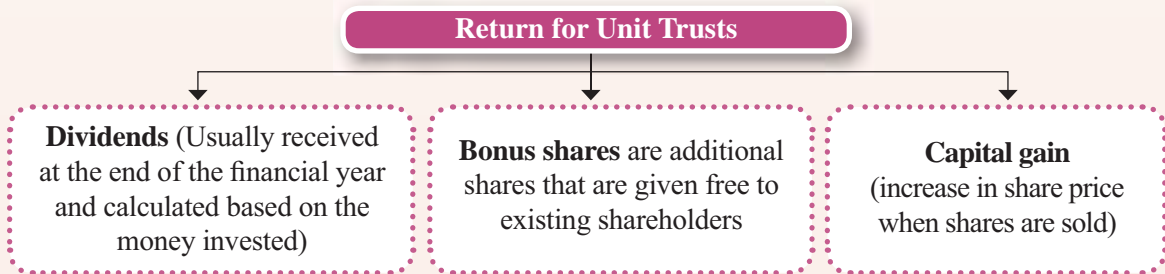 Return for Unit Trusts
Dividends (Usually received
at the end of the financial year
and calculated based on the
money invested)
Bonus shares are additional
shares that are given free to
existing shareholders
Capital gain
(increase in share price
when shares are sold)